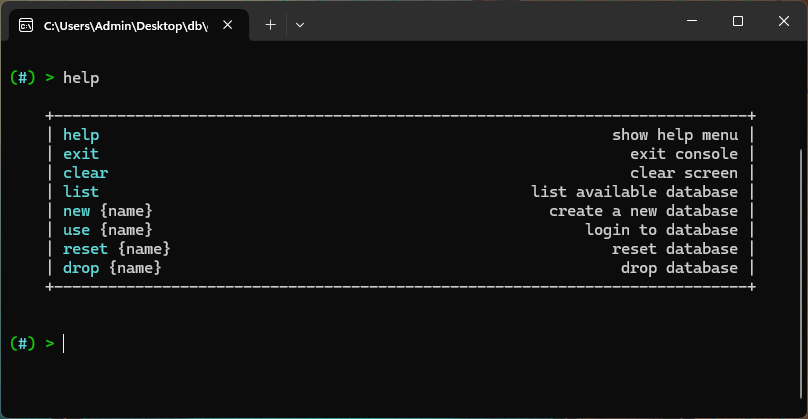 C:\Users\Admin\Desktop\db\
(#) > help
+-----------------------------------------------------------------------------+
| help show help menu |
| exit exit console |
| clear clear screen |
| list list available database |
| new {name} create a new database |
| use {name} login to database |
| reset {name} reset database |
| drop {name} drop database |
+-----------------------------------------------------------------------------+
(#) >